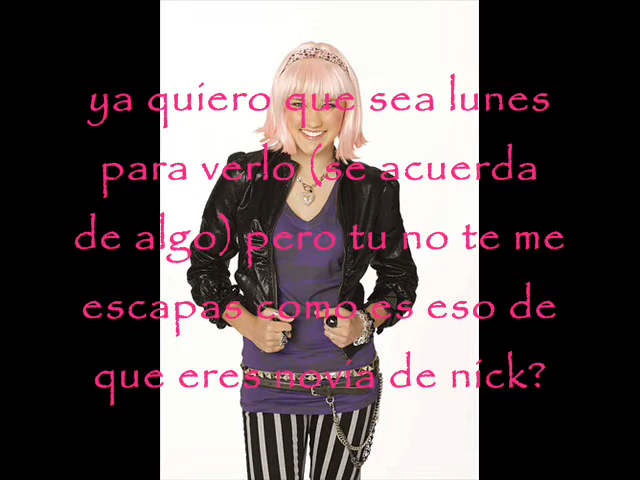 ya quiero que sea lunes
para verlo (se acuerda
de algo) pero tu no te me
escapas como es eso de
que eres novia de nick?